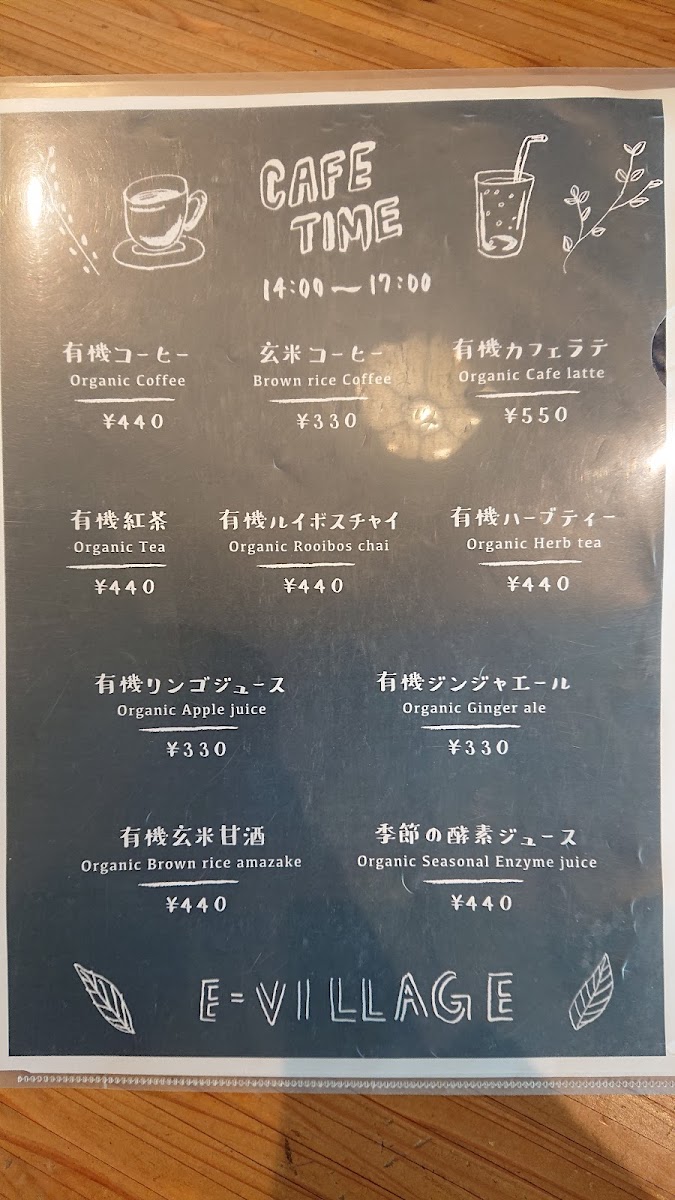 CAFE
TIME
14:00〜17:00
有機コーヒー
Organic Coffee
¥440
玄米コーヒー
Brown rice Coffee
¥330
有機カフェラテ
Organic Cafe latte
¥550
有機紅茶
Organic Tea
¥440
有機ルイボスチャイ
Organic Rooibos chai
¥440
有機ハーブティー
Organic Herb tea
¥440
有機リンゴジュース
Organic Apple juice
¥330
有機ジンジャエール
Organic Ginger ale
¥330
有機玄米甘酒
Organic Brown rice amazake
¥440
季節の酵素ジュース
Organic Seasonal Enzyme juice
¥440
E=VILLAGE